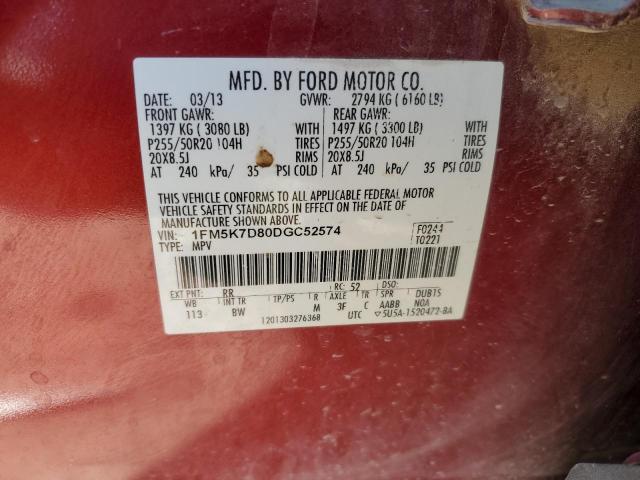 MFD. BY FORD MOTOR CO.
DATE: 03/13 GVWR: 2794 KG ( 6160 LB)
FRONT GAWR: REAR GAWR:
1397 KG ( 3080 LB) WITH 1497 KG ( 3300 LB) WITH
P255/50R20 104H TIRES P255/50R20 104H TIRES
20X8.5J RIMS 20X8.5J RIMS
AT 240 kPa/ 35 PSI COLD AT 240 kPa/ 35 PSI COLD
THIS VEHICLE CONFORMS TO ALL APPLICABLE FEDERAL MOTOR
VEHICLE SAFETY STANDARDS IN EFFECT ON THE DATE OF
MANUFACTURE SHOWN ABOVE.
VIN: 1FM5K7D80DGC52574 F0244
TYPE: MPV T0221
EXT PNT: RR RC: 52 DSO:
WB INT TR TP/PS R AXLE TR SPR DUB1S
113 BW M 3F C AABB NOA
1201303276368 UTC ▽5U5A-1520472-BA